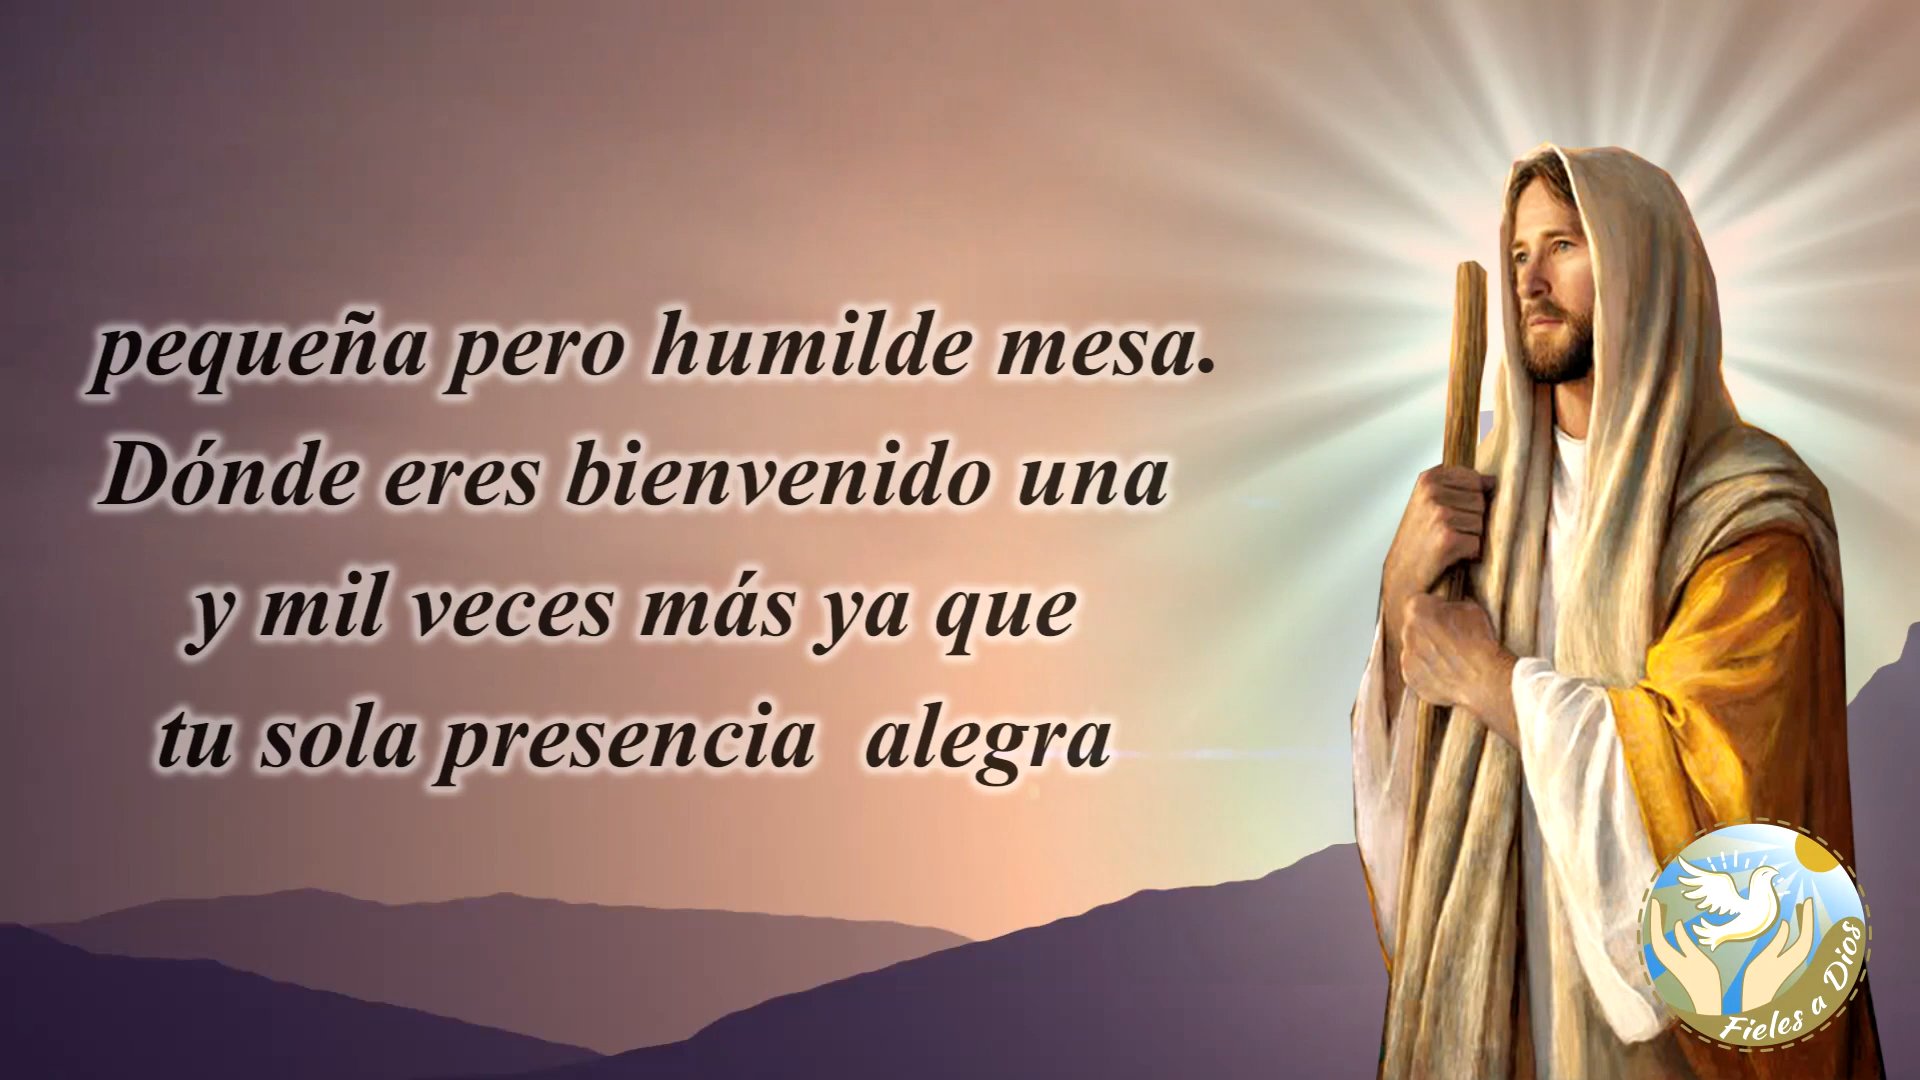 pequeña pero humilde mesa.
Dónde eres bienvenido una
y mil veces más ya que
tu sola presencia  alegra
Fieles a Dios